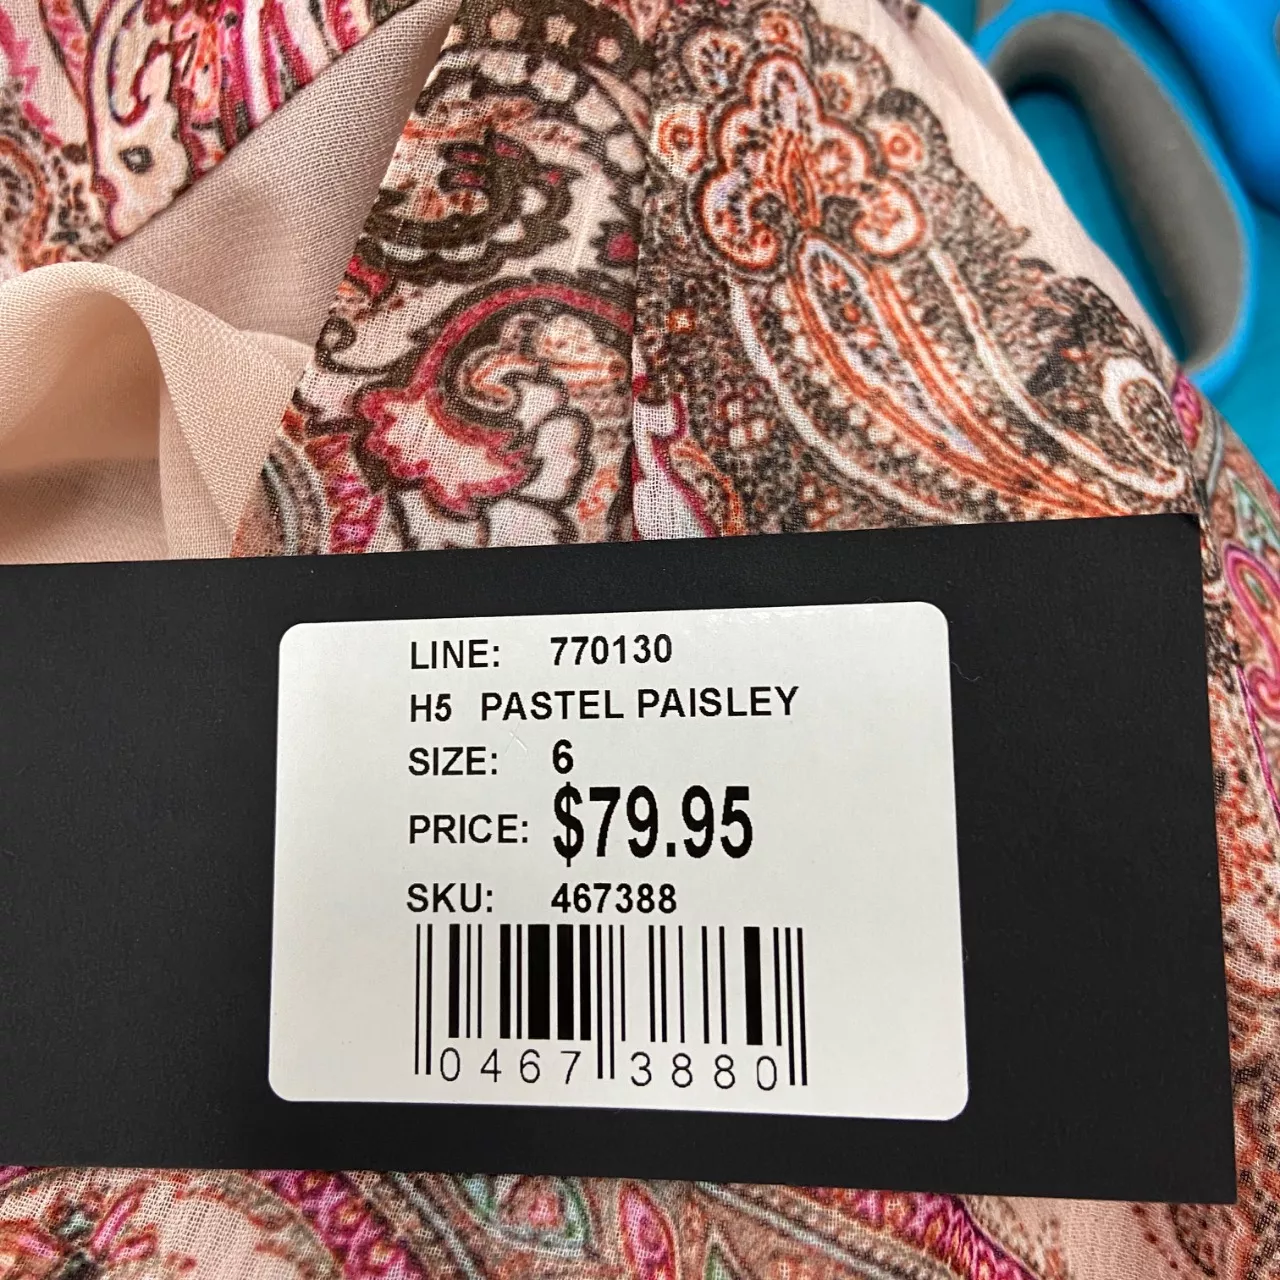 LINE: 770130
H5 PASTEL PAISLEY
SIZE: 6
PRICE: $79.95
SKU: 467388
0467 3880